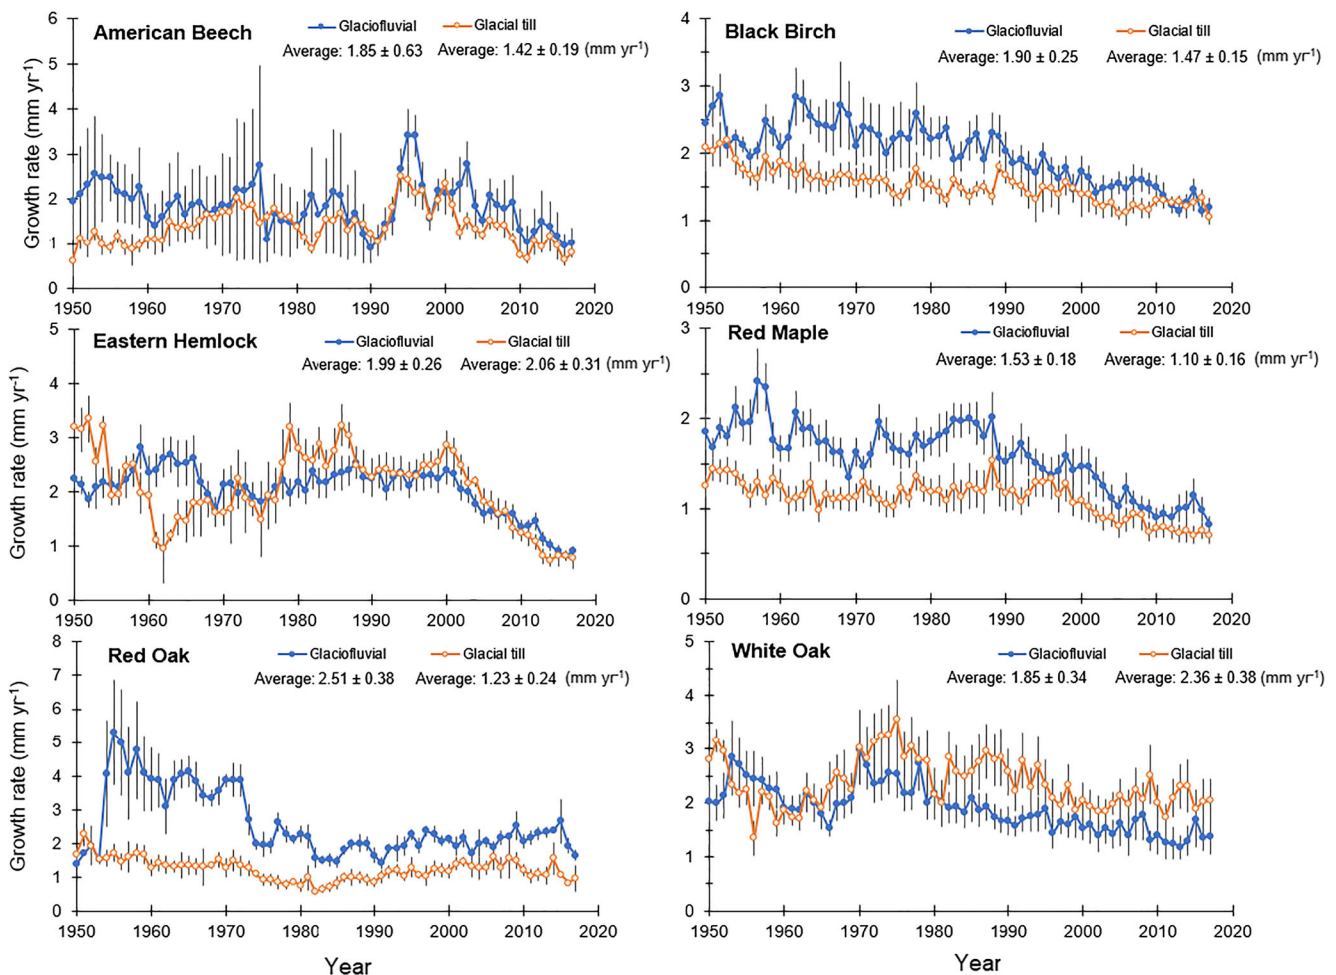 American Beech
Glaciofluvial Glacial till
Average: 1.85 ± 0.63 Average: 1.42 ± 0.19 (mm yr⁻¹)
Growth rate (mm yr⁻¹)
6
5
4
3
2
1
0
1950 1960 1970 1980 1990 2000 2010 2020
Black Birch
Glaciofluvial Glacial till
Average: 1.90 ± 0.25 1.47 ± 0.15 (mm yr⁻¹)
4
3
2
1
0
1950 1960 1970 1980 1990 2000 2010 2020
Eastern Hemlock
Glaciofluvial Glacial till
Average: 1.99 ± 0.26 Average: 2.06 ± 0.31 (mm yr⁻¹)
Growth rate (mm yr⁻¹)
5
4
3
2
1
0
1950 1960 1970 1980 1990 2000 2010 2020
Red Maple
Glaciofluvial Glacial till
Average: 1.53 ± 0.18 Average: 1.10 ± 0.16 (mm yr⁻¹)
3
2
1
0
1950 1960 1970 1980 1990 2000 2010 2020
Red Oak
Glaciofluvial Glacial till
Average: 2.51 ± 0.38 Average: 1.23 ± 0.24 (mm yr⁻¹)
Growth rate (mm yr⁻¹)
8
7
6
5
4
3
2
1
0
1950 1960 1970 1980 1990 2000 2010 2020
Year
White Oak
Glaciofluvial Glacial till
Average: 1.85 ± 0.34 Average: 2.36 ± 0.38 (mm yr⁻¹)
5
4
3
2
1
0
1950 1960 1970 1980 1990 2000 2010 2020
Year